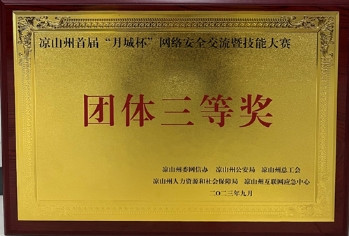 凉山州首届“月城杯”网络安全交流暨技能大赛
团体三等奖
凉山州委网信办 凉山州公安局 凉山州总工会
凉山州人力资源和社会保障局 凉山州互联网应急中心
二〇二三年九月